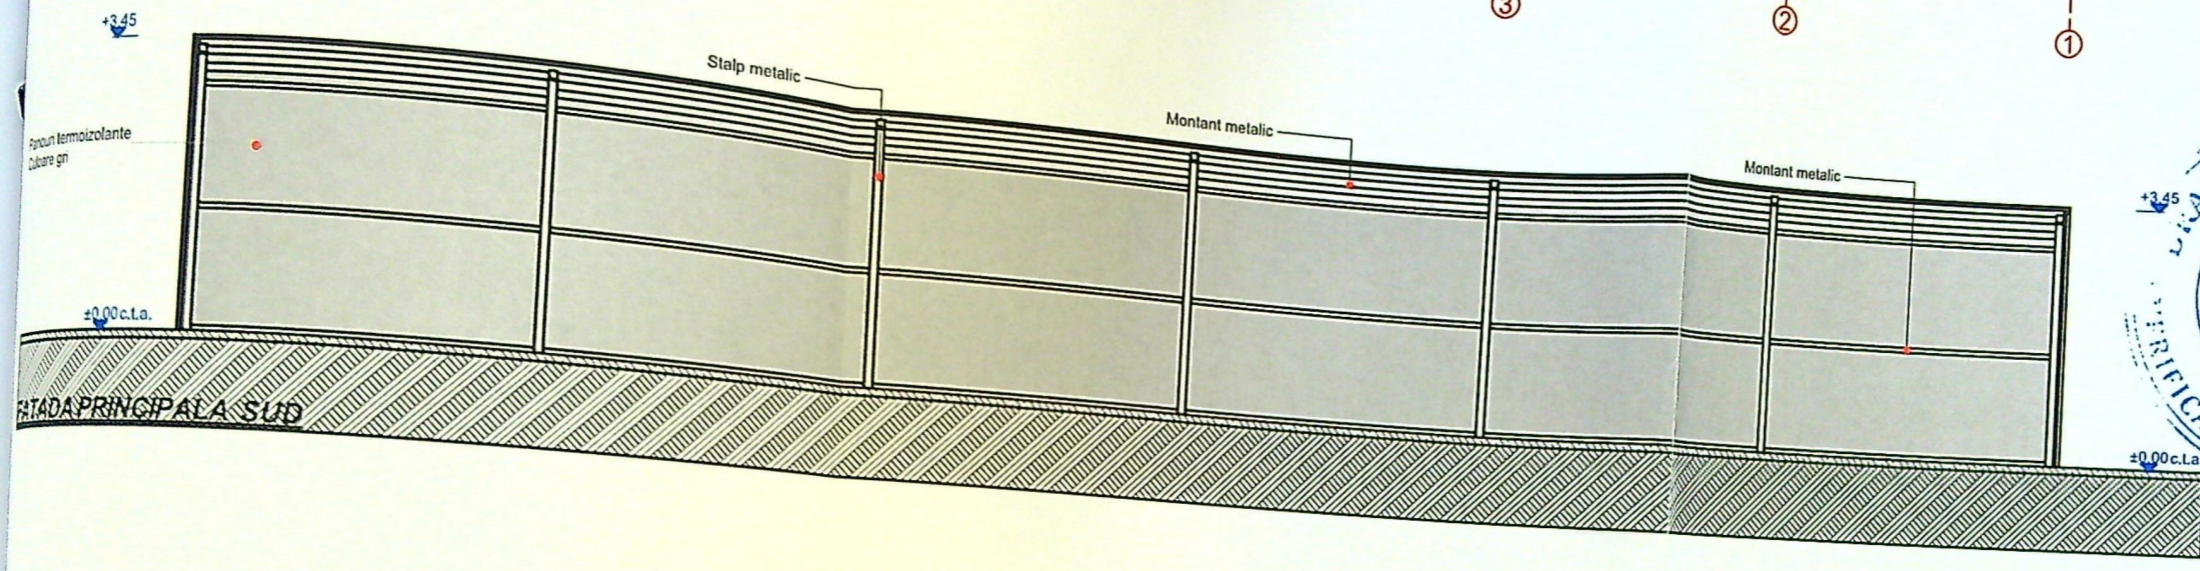 3
2
1
+3.45
Stalp metalic
Montant metalic
Montant metalic
Panouri termoizolante
Culoare gri
+3.45
±0.00c.t.a.
FATADA PRINCIPALA SUD
±0.00c.t.a